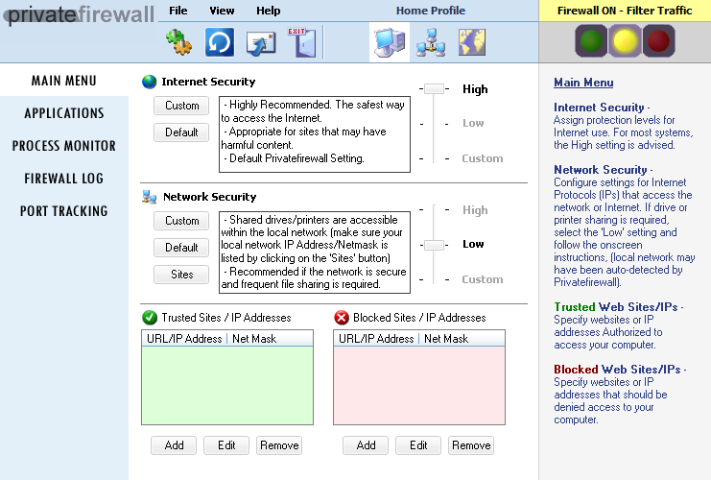 privatefirewall
File View Help Home Profile Firewall ON - Filter Traffic
EXIT
MAIN MENU
APPLICATIONS
PROCESS MONITOR
FIREWALL LOG
PORT TRACKING
Internet Security
Custom
Default
- Highly Recommended. The safest way
to access the Internet.
- Appropriate for sites that may have
harmful content.
- Default Privatefirewall Setting.
- - High
- - Low
- - Custom
Network Security
Custom
Default
Sites
- Shared drives/printers are accessible
within the local network (make sure your
local network IP Address/Netmask is
listed by clicking on the 'Sites' button)
- Recommended if the network is secure
and frequent file sharing is required.
- - High
- - Low
- - Custom
Trusted Sites / IP Addresses
URL/IP Address Net Mask
Add Edit Remove
Blocked Sites / IP Addresses
URL/IP Address Net Mask
Add Edit Remove
Main Menu
Internet Security -
Assign protection levels for
Internet use. For most systems,
the High setting is advised.
Network Security -
Configure settings for Internet
Protocols (IPs) that access the
network or Internet. If drive or
printer sharing is required,
select the 'Low' setting and
follow the onscreen
instructions, (local network may
have been auto-detected by
Privatefirewall).
Trusted Web Sites/IPs -
Specify websites or IP
addresses Authorized to
access your computer.
Blocked Web Sites/IPs -
Specify websites or IP
addresses that should be
denied access to your
computer.